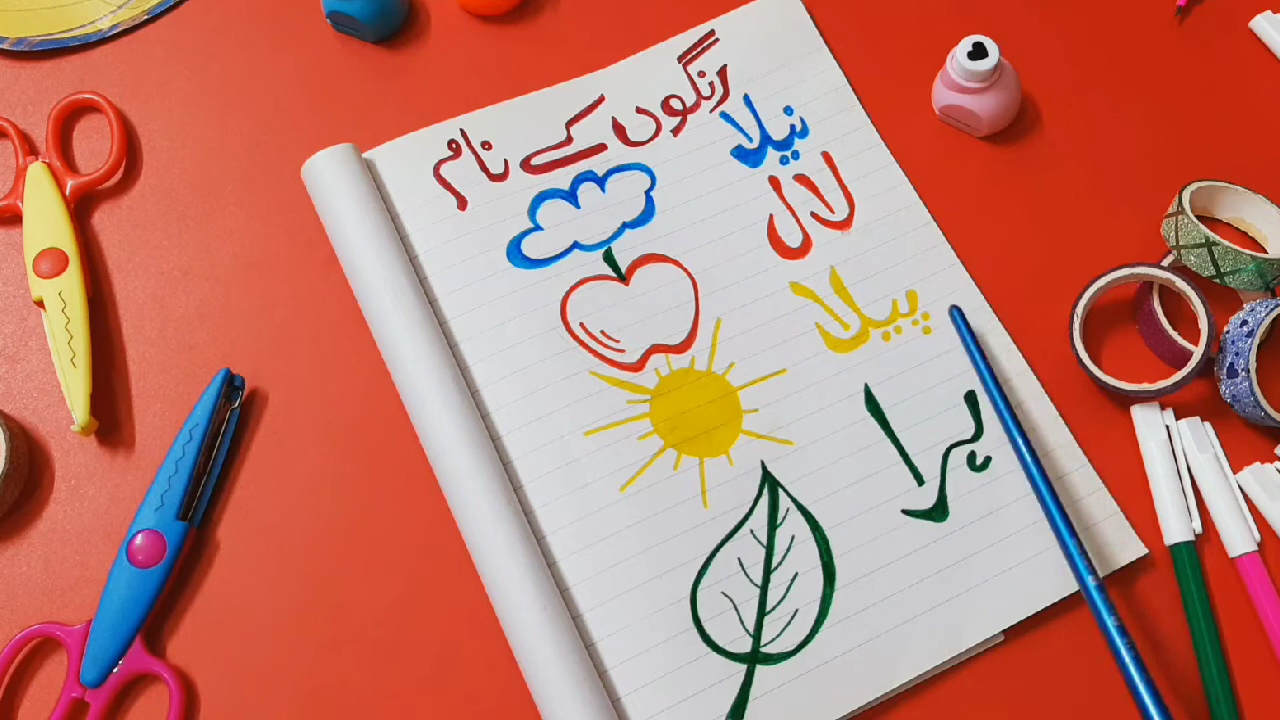 رنگوں کے نام
نیلا
لال
پیلا
ہرا